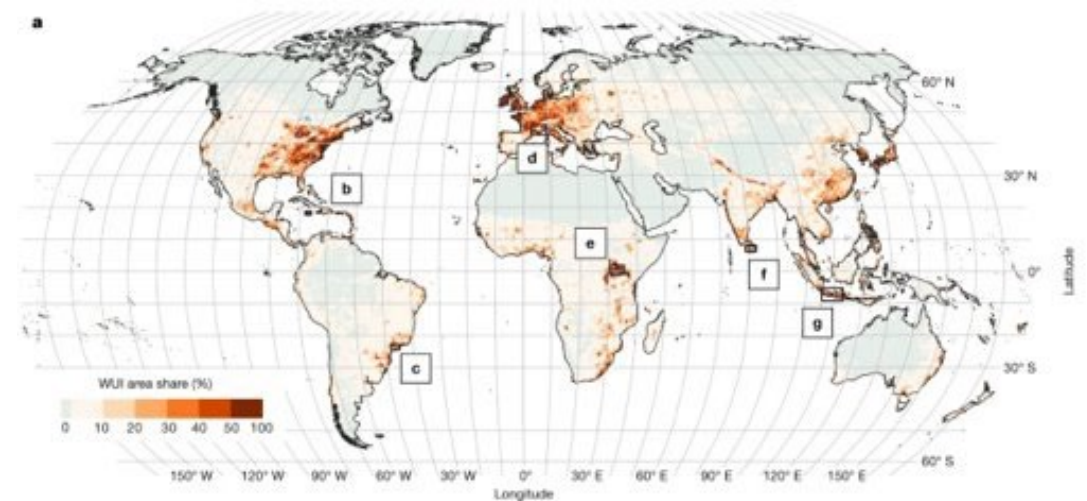 a
60° N
b
d
30° N
e
0°
f
Latitude
g
c
30° S
WUI area share (%)
0 10 20 30 40 50 100
60° S
150° W 120° W 90° W 60° W 30° W 0° 30° E 60° E 90° E 120° E 150° E
Longitude